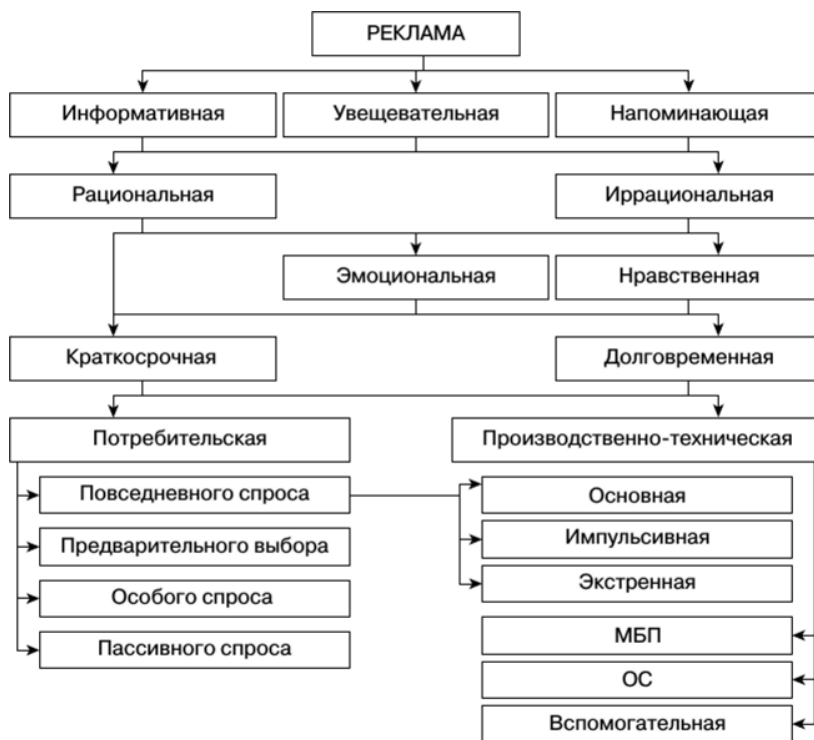 РЕКЛАМА
Информативная
Увещевательная
Напоминающая
Рациональная
Иррациональная
Эмоциональная
Нравственная
Краткосрочная
Долговременная
Потребительская
Производственно-техническая
Повседневного спроса
Основная
Предварительного выбора
Импульсивная
Особого спроса
Экстренная
Пассивного спроса
МБП
ОС
Вспомогательная